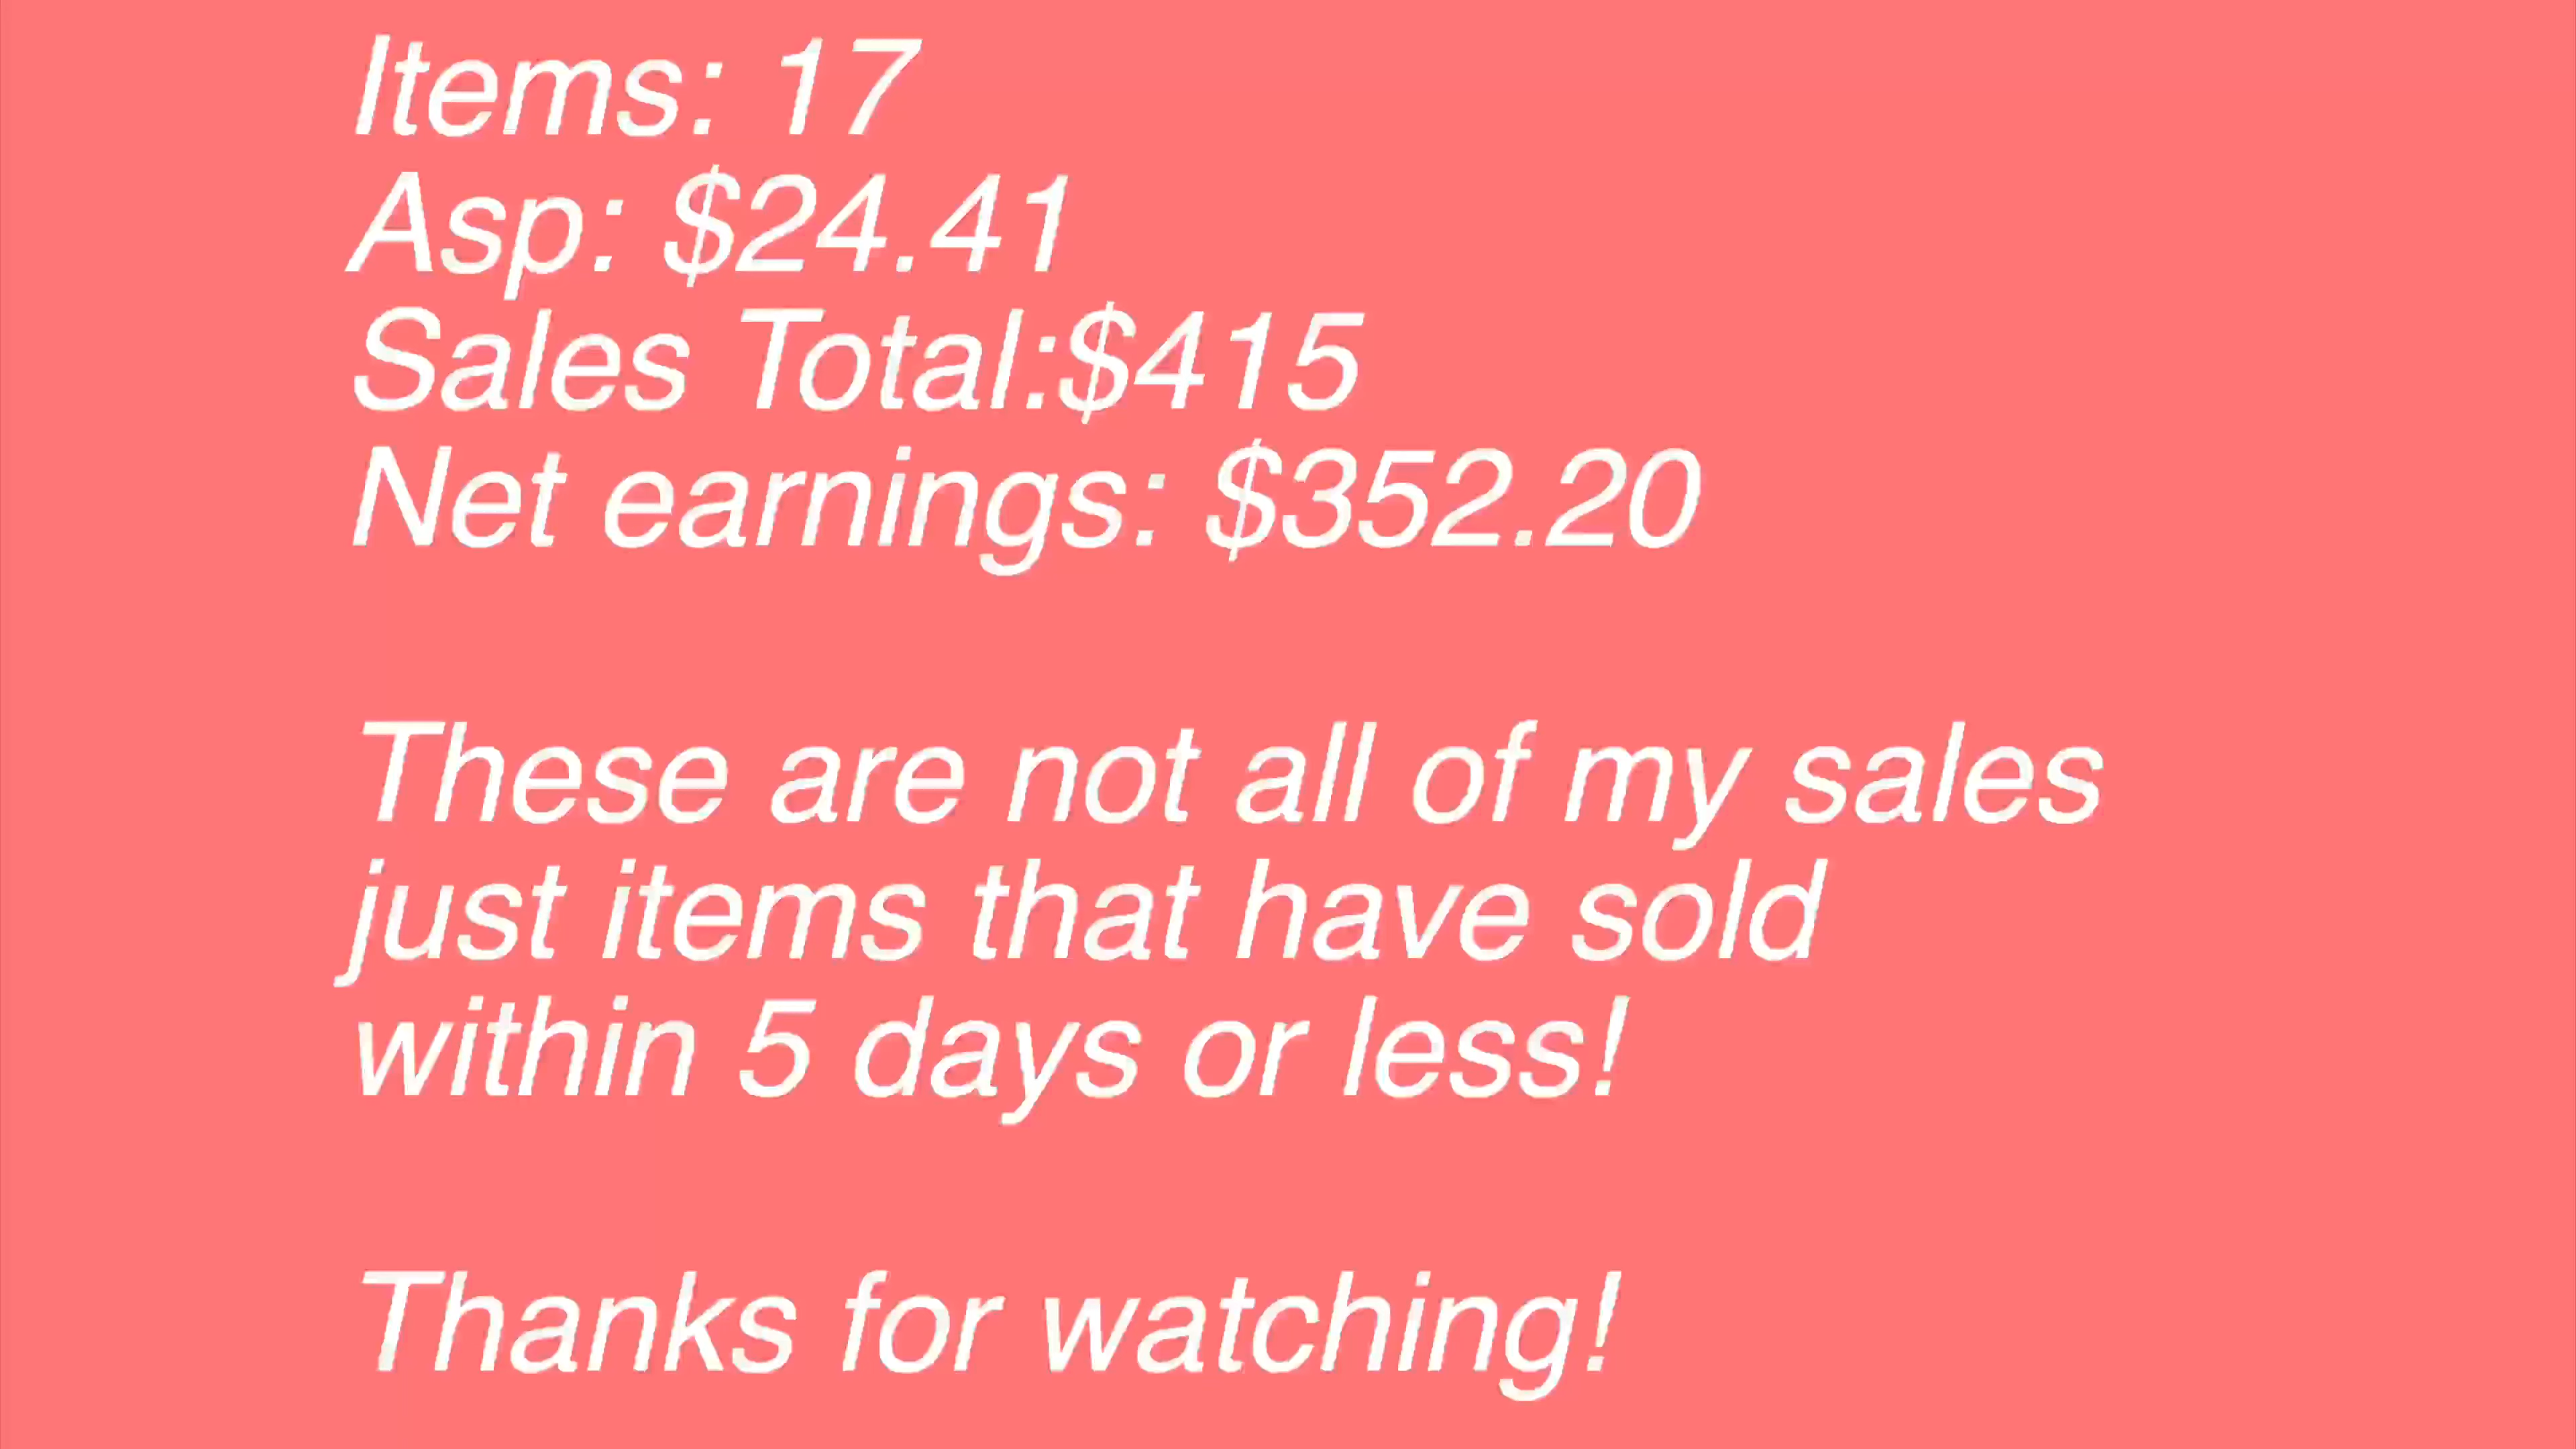 Items: 17
Asp: $24.41
Sales Total:$415
Net earnings: $352.20
These are not all of my sales
just items that have sold
within 5 days or less!
Thanks for watching!